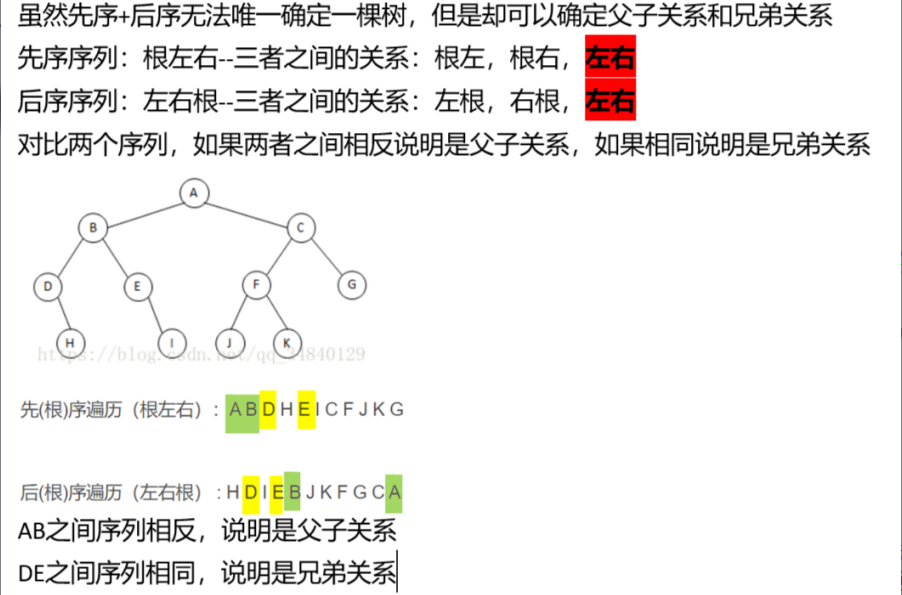 虽然先序+后序无法唯一确定一棵树，但是却可以确定父子关系和兄弟关系
先序序列：根左右--三者之间的关系：根左，根右，左右
后序序列：左右根--三者之间的关系：左根，右根，左右
对比两个序列，如果两者之间相反说明是父子关系，如果相同说明是兄弟关系
A
B C
D E F G
H I J K
https://blog.csdn.net/qq_34840129
先(根)序遍历（根左右）：A B D H E I C F J K G
后(根)序遍历（左右根）：H D I E B J K F G C A
AB之间序列相反，说明是父子关系
DE之间序列相同，说明是兄弟关系